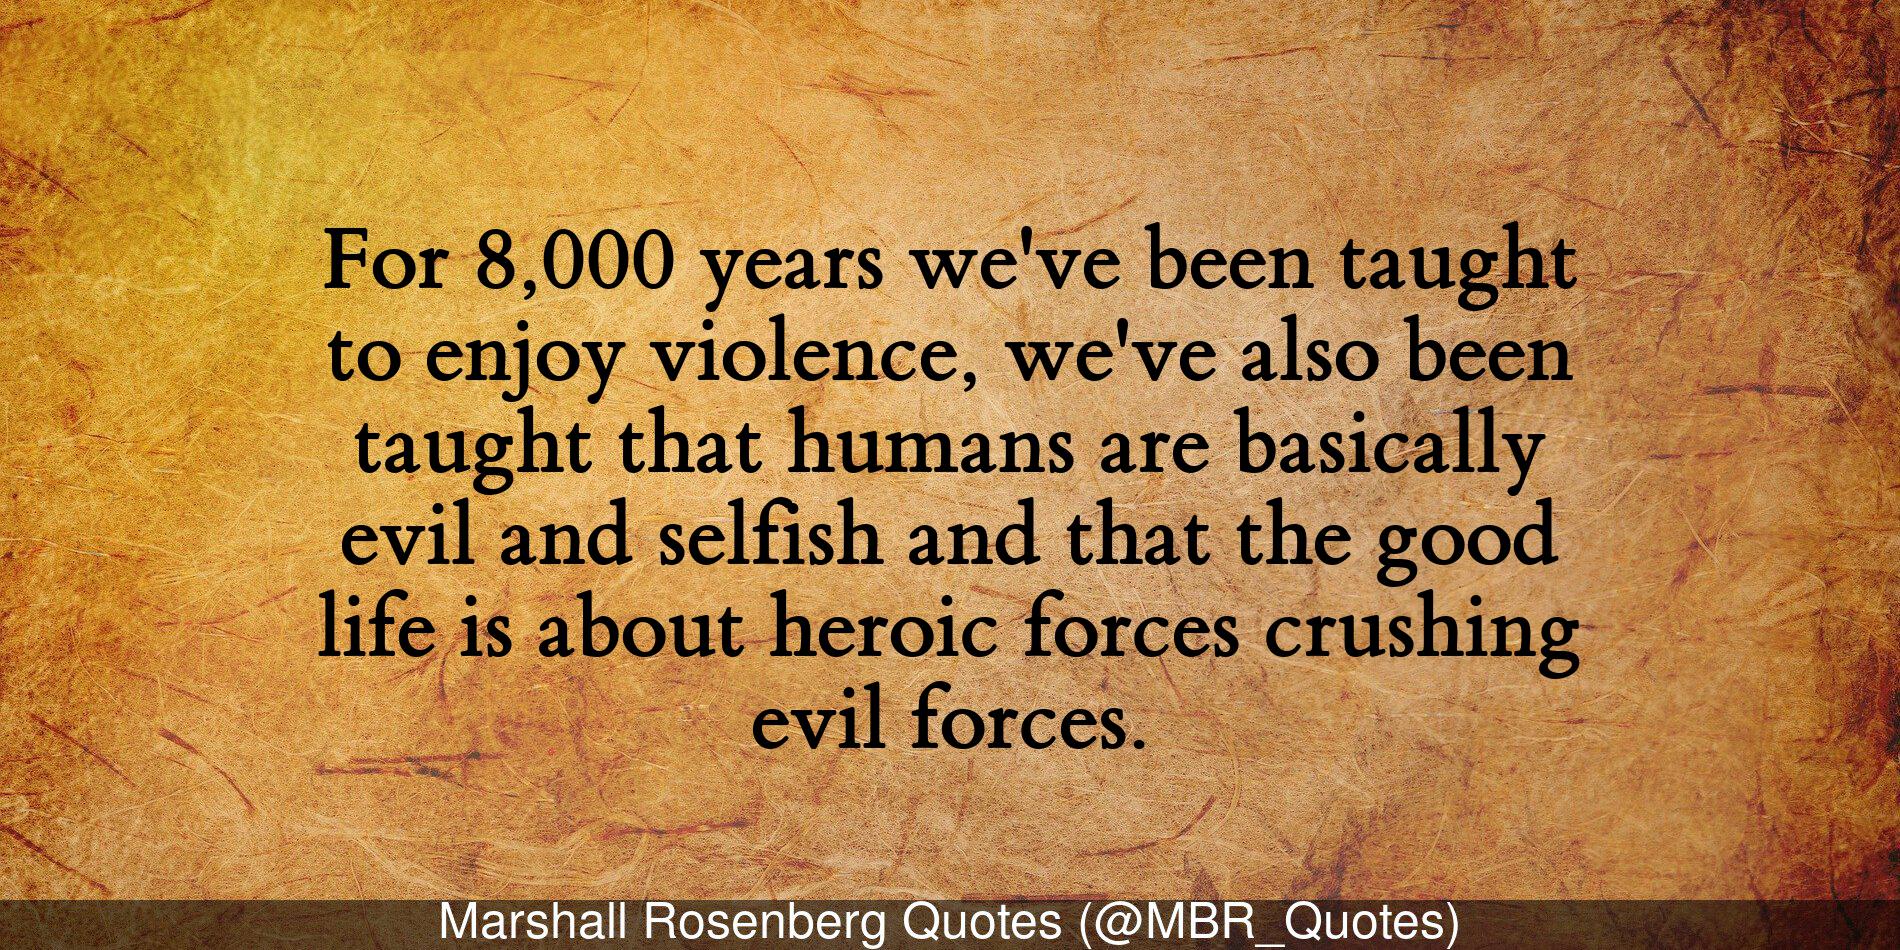 For 8,000 years we've been taught
to enjoy violence, we've also been
taught that humans are basically
evil and selfish and that the good
life is about heroic forces crushing
evil forces.
Marshall Rosenberg Quotes (@MBR_Quotes)